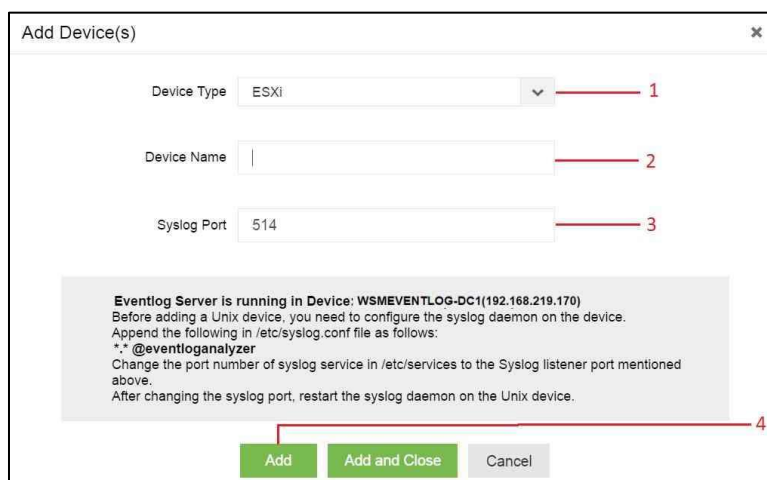 Add Device(s)
Device Type ESXi 1
Device Name 2
Syslog Port 514 3
Eventlog Server is running in Device: WSMEVENTLOG-DC1(192.168.219.170)
Before adding a Unix device, you need to configure the syslog daemon on the device.
Append the following in /etc/syslog.conf file as follows:
*.* @eventloganalyzer
Change the port number of syslog service in /etc/services to the Syslog listener port mentioned
above.
After changing the syslog port, restart the syslog daemon on the Unix device.
4
Add Add and Close Cancel